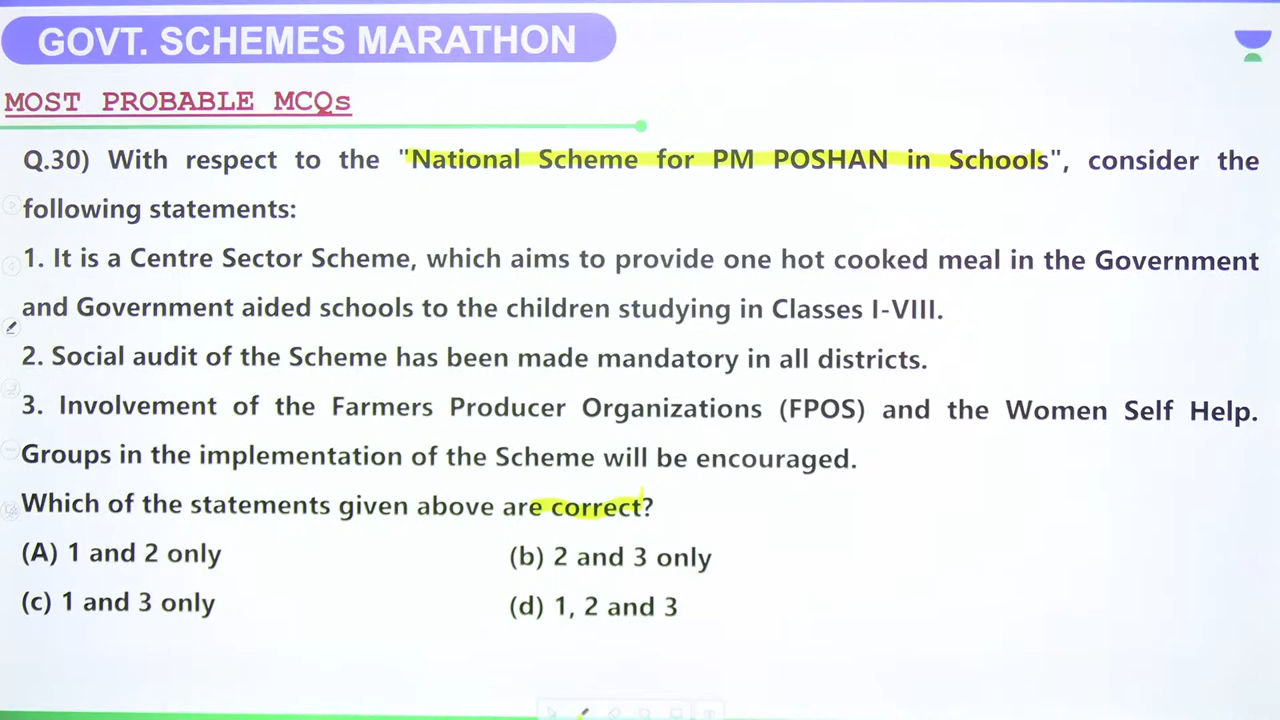 GOVT. SCHEMES MARATHON
MOST PROBABLE MCQs
Q.30) With respect to the "National Scheme for PM POSHAN in Schools", consider the
following statements:
1. It is a Centre Sector Scheme, which aims to provide one hot cooked meal in the Government
and Government aided schools to the children studying in Classes I-VIII.
2. Social audit of the Scheme has been made mandatory in all districts.
3. Involvement of the Farmers Producer Organizations (FPOS) and the Women Self Help.
Groups in the implementation of the Scheme will be encouraged.
Which of the statements given above are correct?
(A) 1 and 2 only
(b) 2 and 3 only
(c) 1 and 3 only
(d) 1, 2 and 3